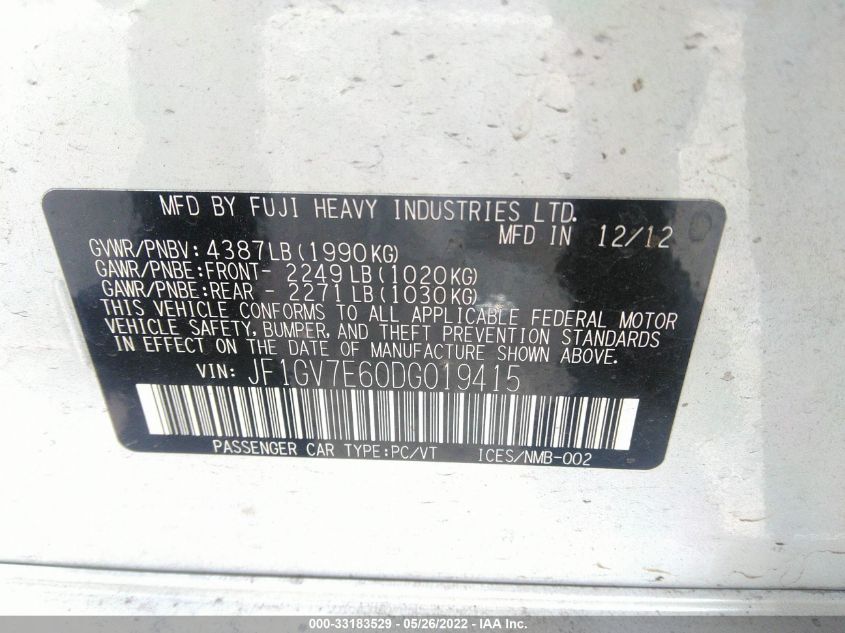 MFD BY FUJI HEAVY INDUSTRIES LTD.
MFD IN 12/12
GVWR/PNBV: 4387LB(1990KG)
GAWR/PNBE:FRONT- 2249LB(1020KG)
GAWR/PNBE:REAR - 2271LB(1030KG)
THIS VEHICLE CONFORMS TO ALL APPLICABLE FEDERAL MOTOR
VEHICLE SAFETY, BUMPER, AND THEFT PREVENTION STANDARDS
IN EFFECT ON THE DATE OF MANUFACTURE SHOWN ABOVE.
VIN: JF1GV7E60DG019415
PASSENGER CAR TYPE:PC/VT ICES/NMB-002
000-33183529 - 05/26/2022 - IAA Inc.